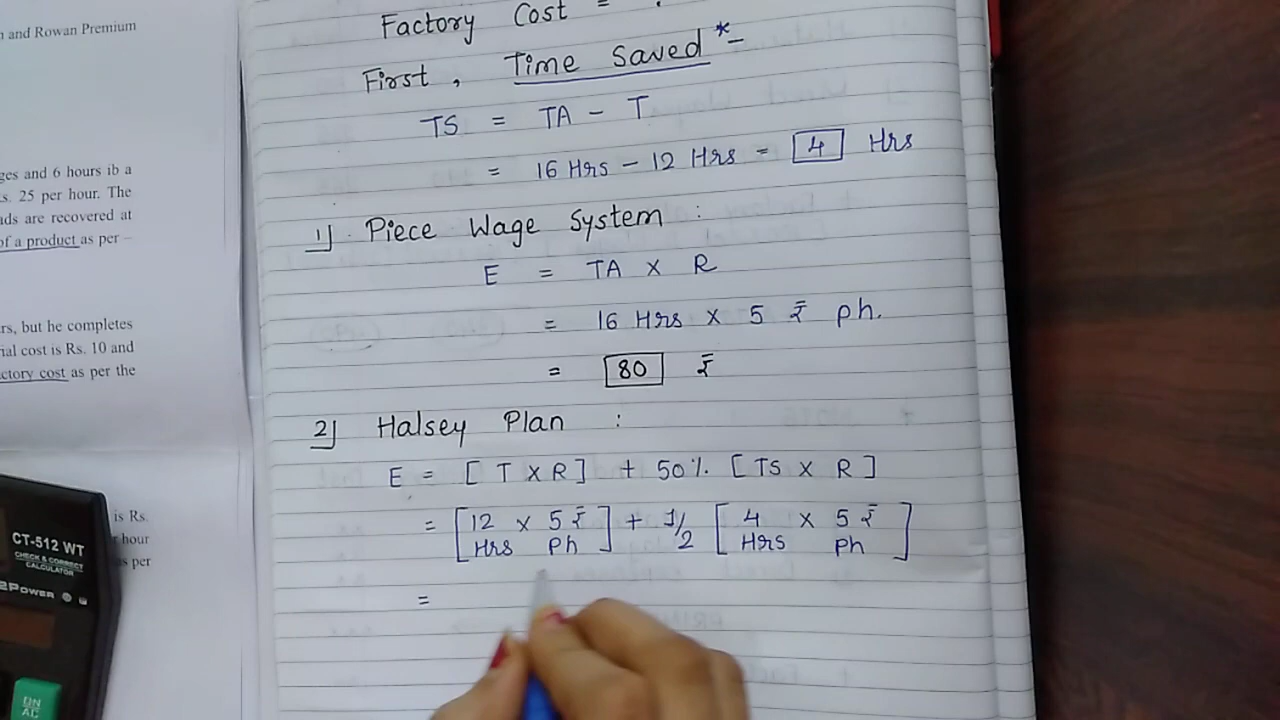 n and Rowan Premium
ges and 6 hours ib a
s. 25 per hour. The
ads are recovered at
of a product as per –
rs, but he completes
rial cost is Rs. 10 and
ctory cost as per the
is Rs.
hour
as per
Factory Cost =
First, Time Saved *-
TS = TA - T
= 16 Hrs - 12 Hrs = 4 Hrs
1] Piece Wage System :
E = TA X R
= 16 Hrs X 5 ₹ ph.
= 80 ₹
2] Halsey Plan :
E = [ T X R ] + 50%. [ TS X R ]
= [ 12 X 5 ₹ ] + 1/2 [ 4 X 5 ₹ ]
Hrs Ph Hrs Ph
=
CT-512 WT
CHECK & CORRECT
CALCULATOR
2 POWER